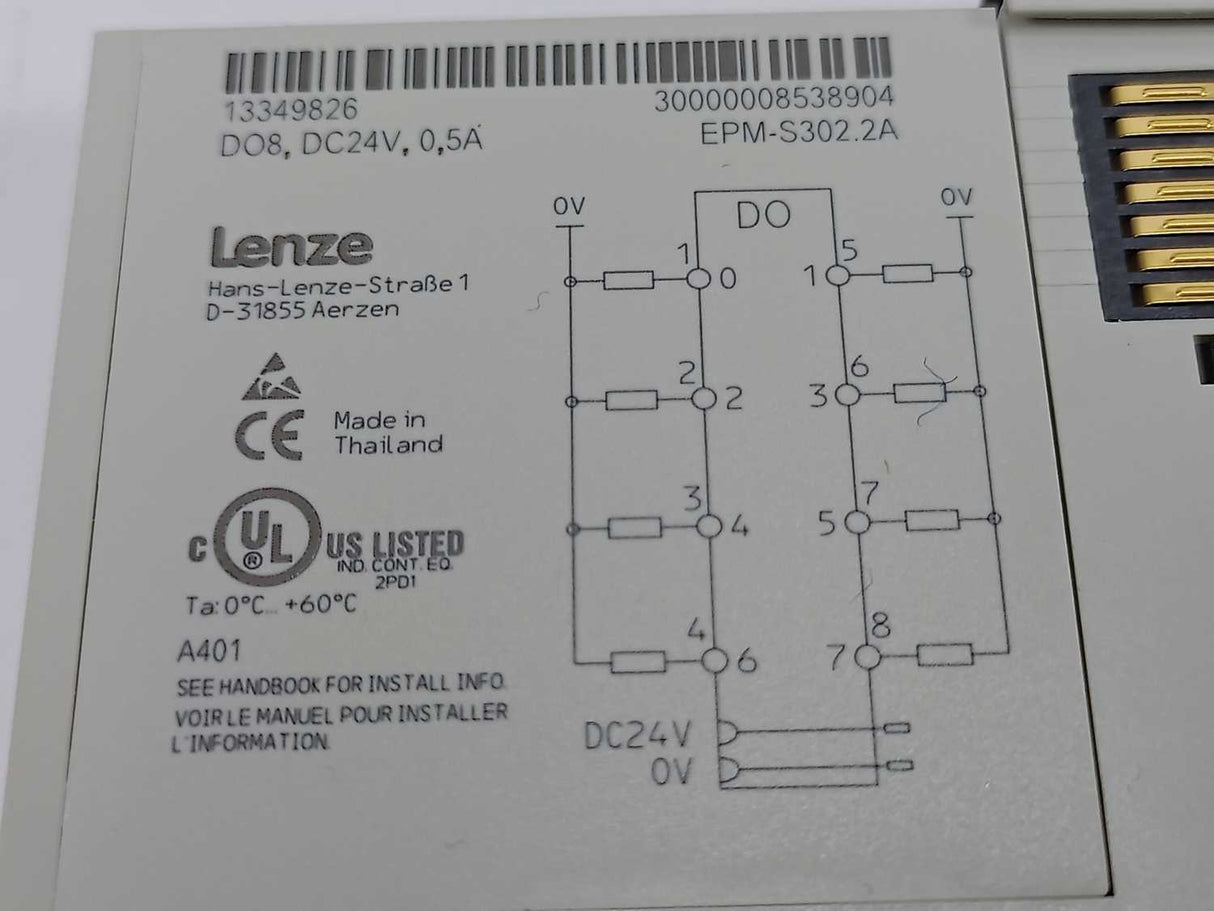 13349826 30000008538904
DO8, DC24V, 0,5A EPM-S302.2A
Lenze
Hans-Lenze-Straße 1
D-31855 Aerzen
CE
Made in
Thailand
C UL ® US LISTED
IND. CONT. EQ.
2PD1
Ta: 0°C... +60°C
A401
SEE HANDBOOK FOR INSTALL INFO.
VOIR LE MANUEL POUR INSTALLER
L'INFORMATION.
0V DO 0V
1 5
0 1
2 6
2 3
3 7
4 5
4 8
6 7
DC24V
0V